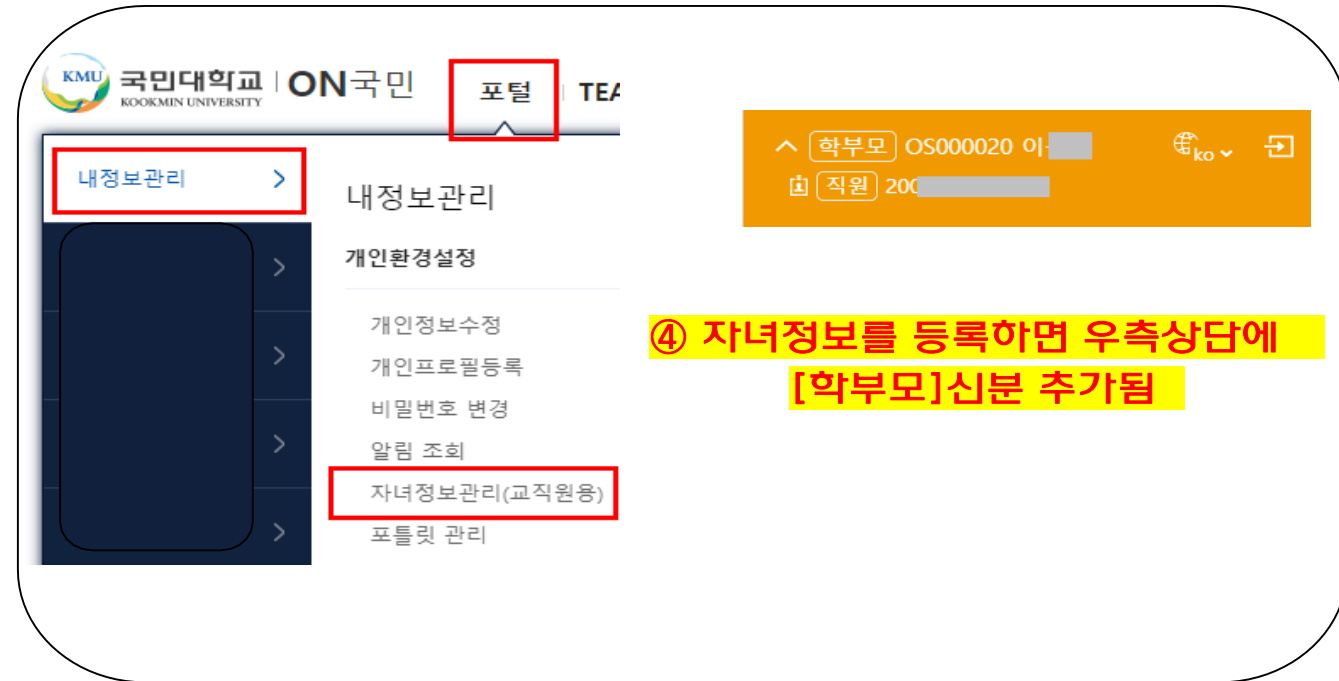 KMU 국민대학교 ON국민 포털 TEA
KOOKMIN UNIVERSITY
내정보관리
내정보관리
개인환경설정
개인정보수정
개인프로필등록
비밀번호 변경
알림 조회
자녀정보관리(교직원용)
포틀릿 관리
학부모 OS000020 이 ko
직원 200
④ 자녀정보를 등록하면 우측상단에
[학부모]신분 추가됨